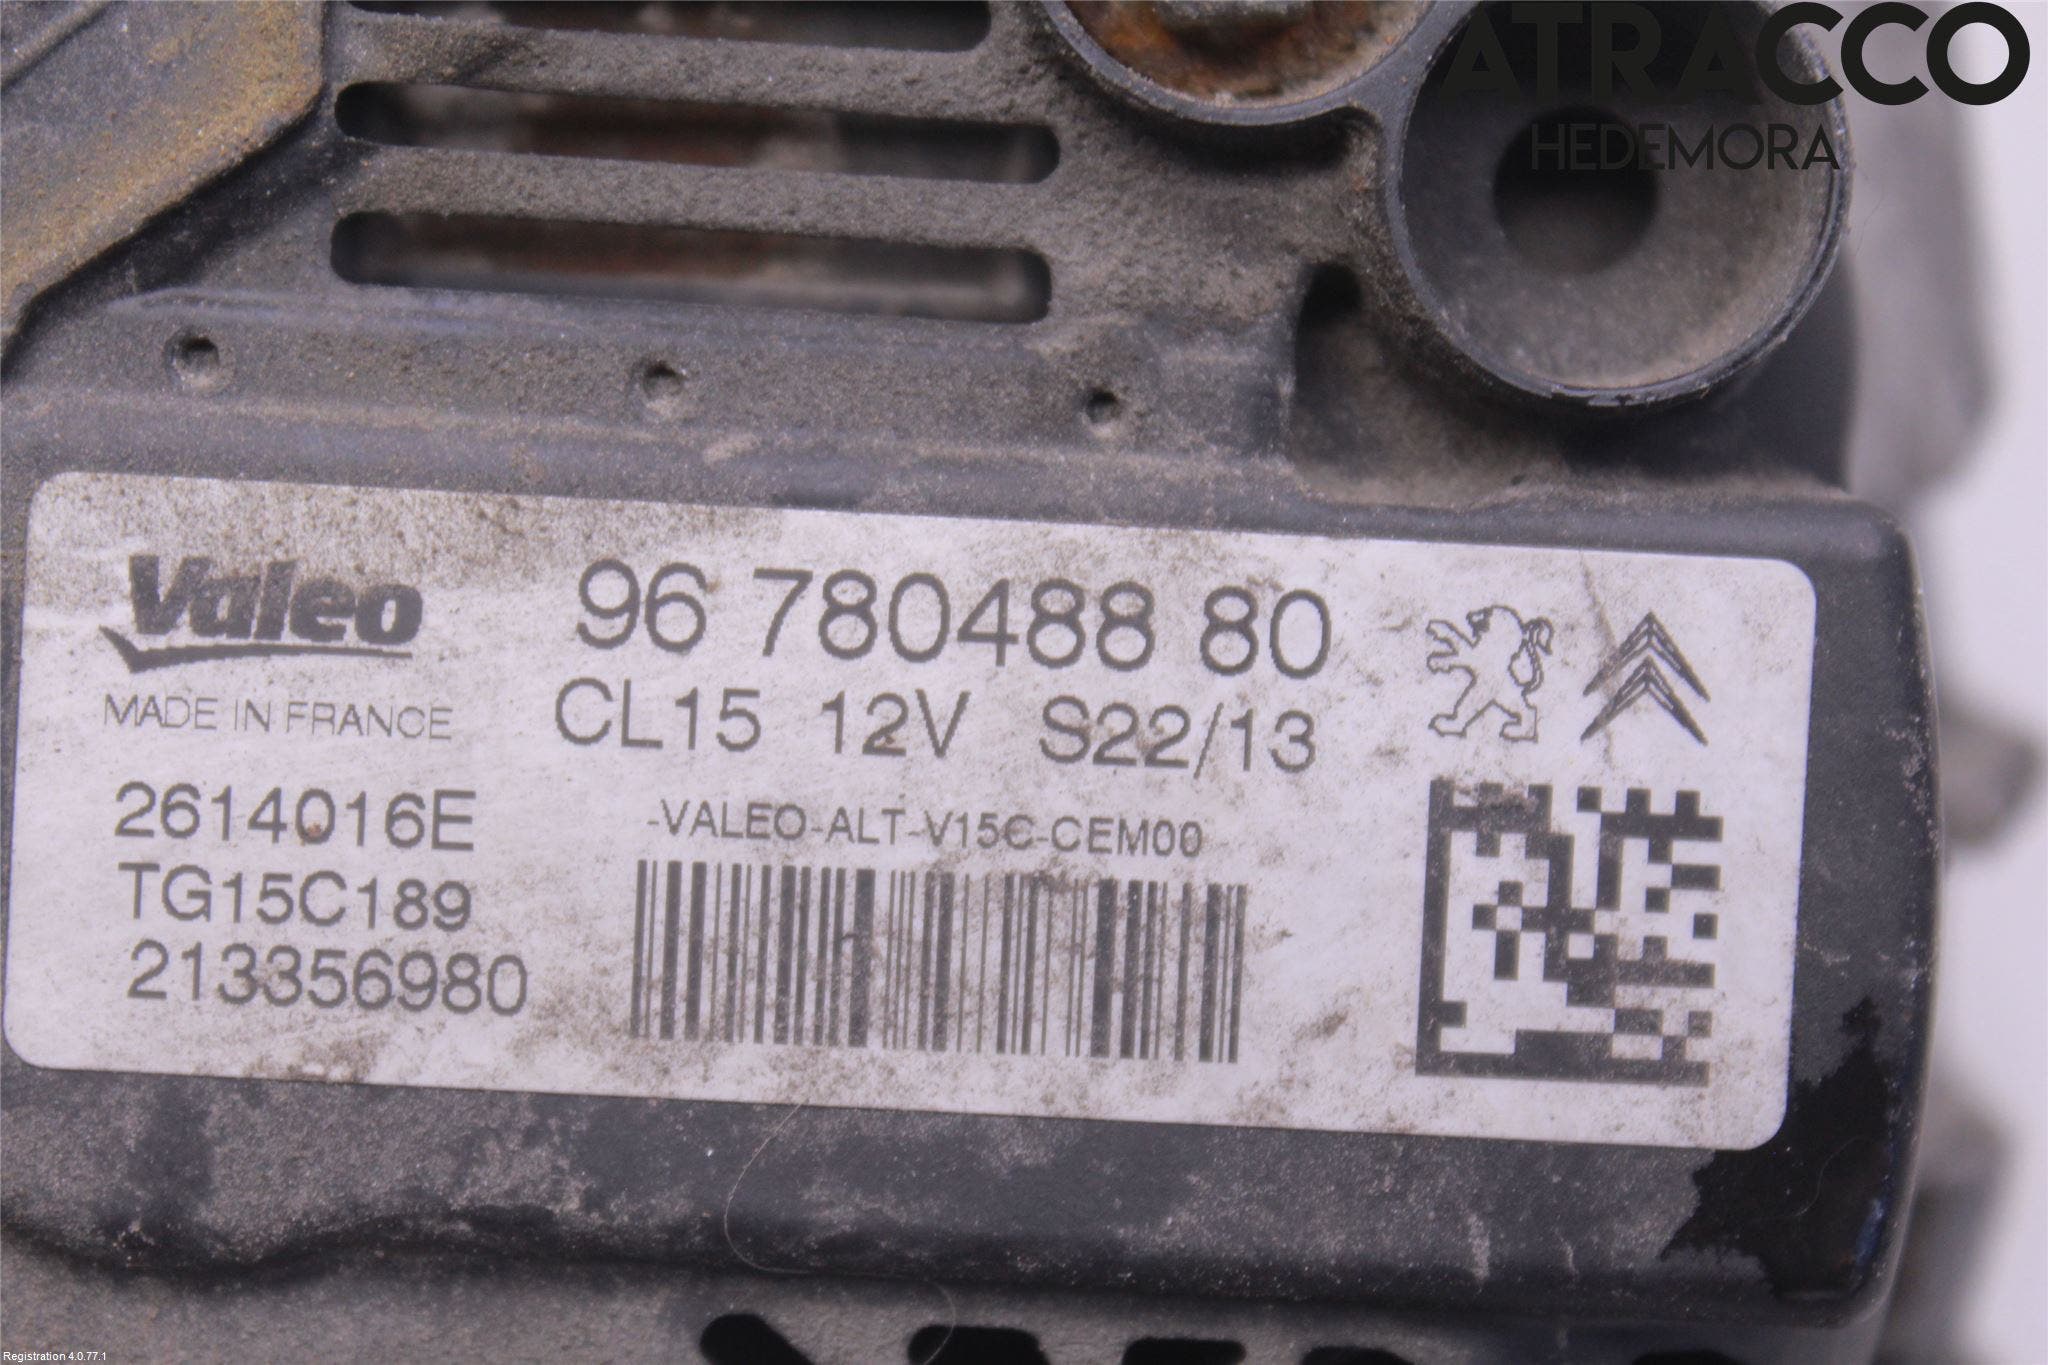 ATRACCO
HEDEMORA
Valeo
MADE IN FRANCE
96 780488 80
CL15 12V S22/13
2614016E
TG15C189
213356980
-VALEO-ALT-V15C-CEM00
Registration 4.0.77.1